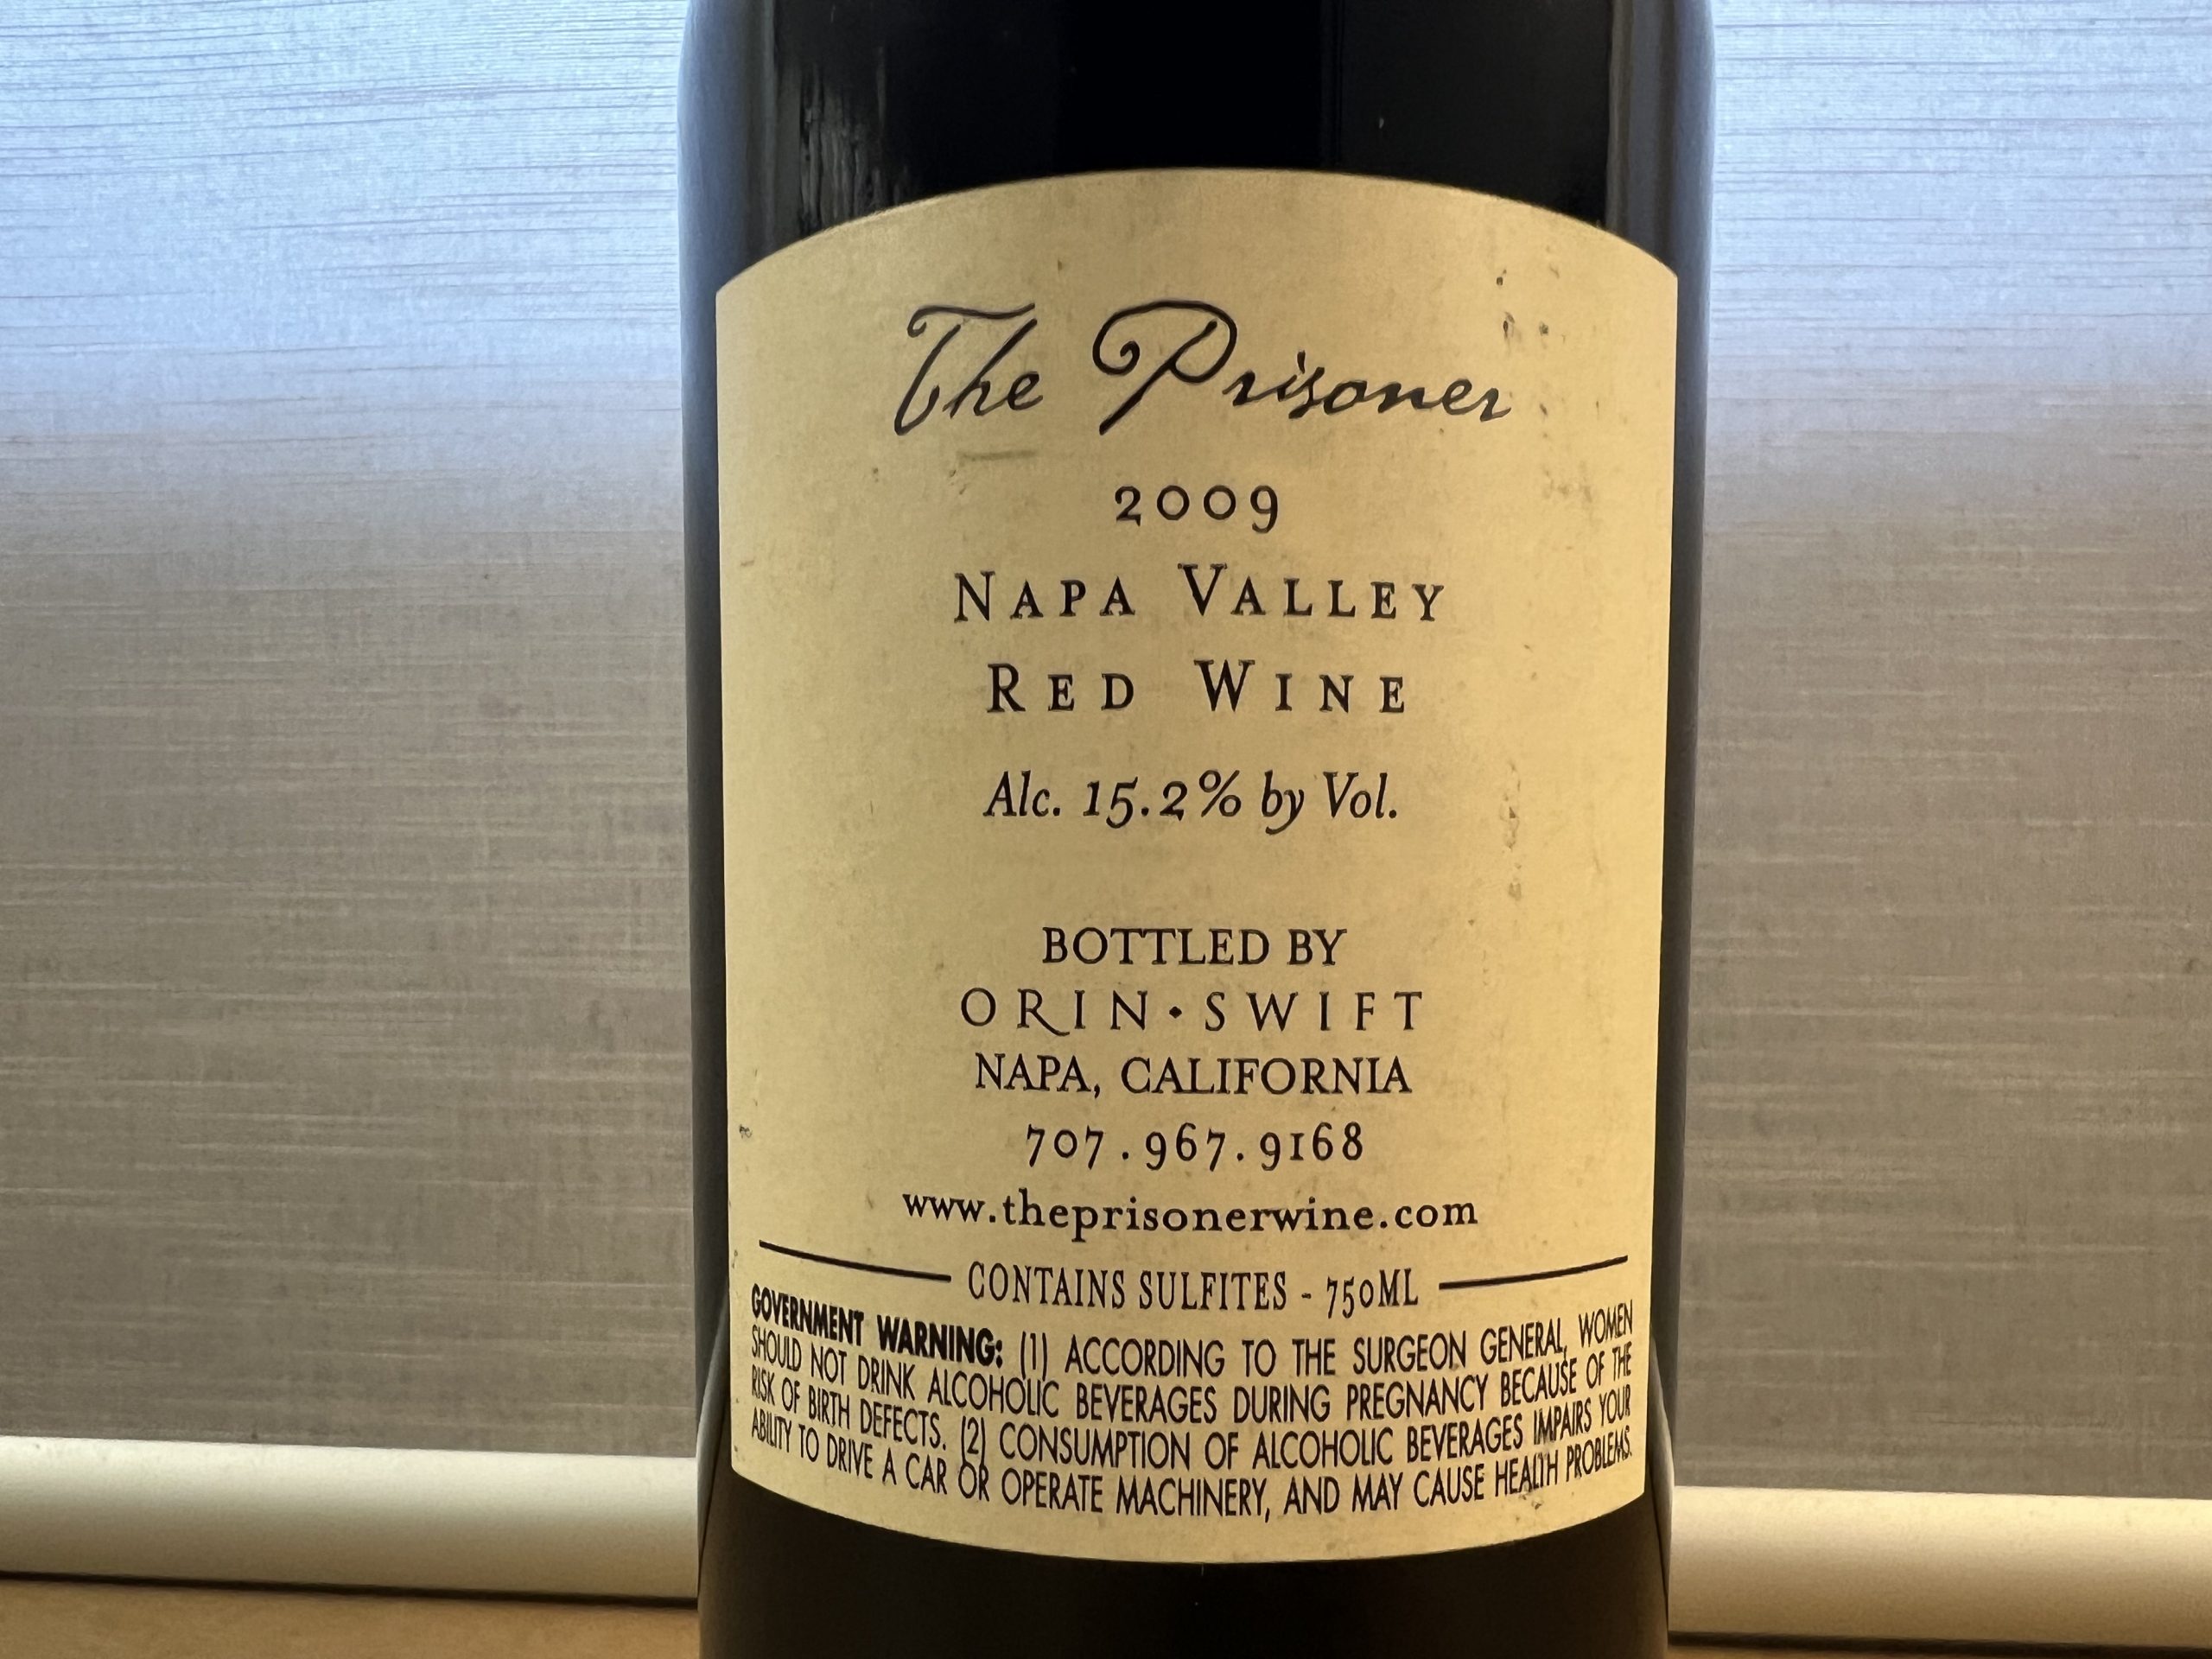 The Prisoner
2009
NAPA VALLEY
RED WINE
Alc. 15.2% by Vol.
BOTTLED BY
ORIN • SWIFT
NAPA, CALIFORNIA
707.967.9168
www.theprisonerwine.com
CONTAINS SULFITES - 750ML
GOVERNMENT WARNING: (1) ACCORDING TO THE SURGEON GENERAL, WOMEN
SHOULD NOT DRINK ALCOHOLIC BEVERAGES DURING PREGNANCY BECAUSE OF THE
RISK OF BIRTH DEFECTS. (2) CONSUMPTION OF ALCOHOLIC BEVERAGES IMPAIRS YOUR
ABILITY TO DRIVE A CAR OR OPERATE MACHINERY, AND MAY CAUSE HEALTH PROBLEMS.